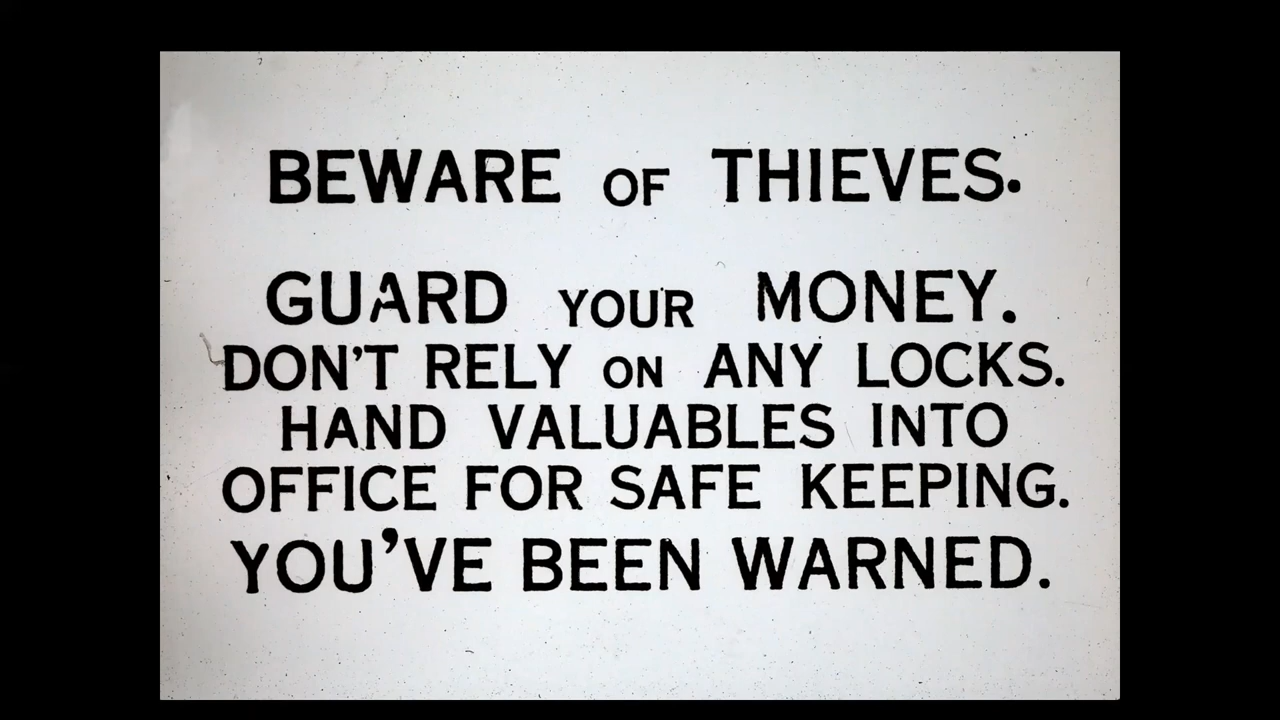 BEWARE OF THIEVES.
GUARD YOUR MONEY.
DON'T RELY ON ANY LOCKS.
HAND VALUABLES INTO
OFFICE FOR SAFE KEEPING.
YOU'VE BEEN WARNED.